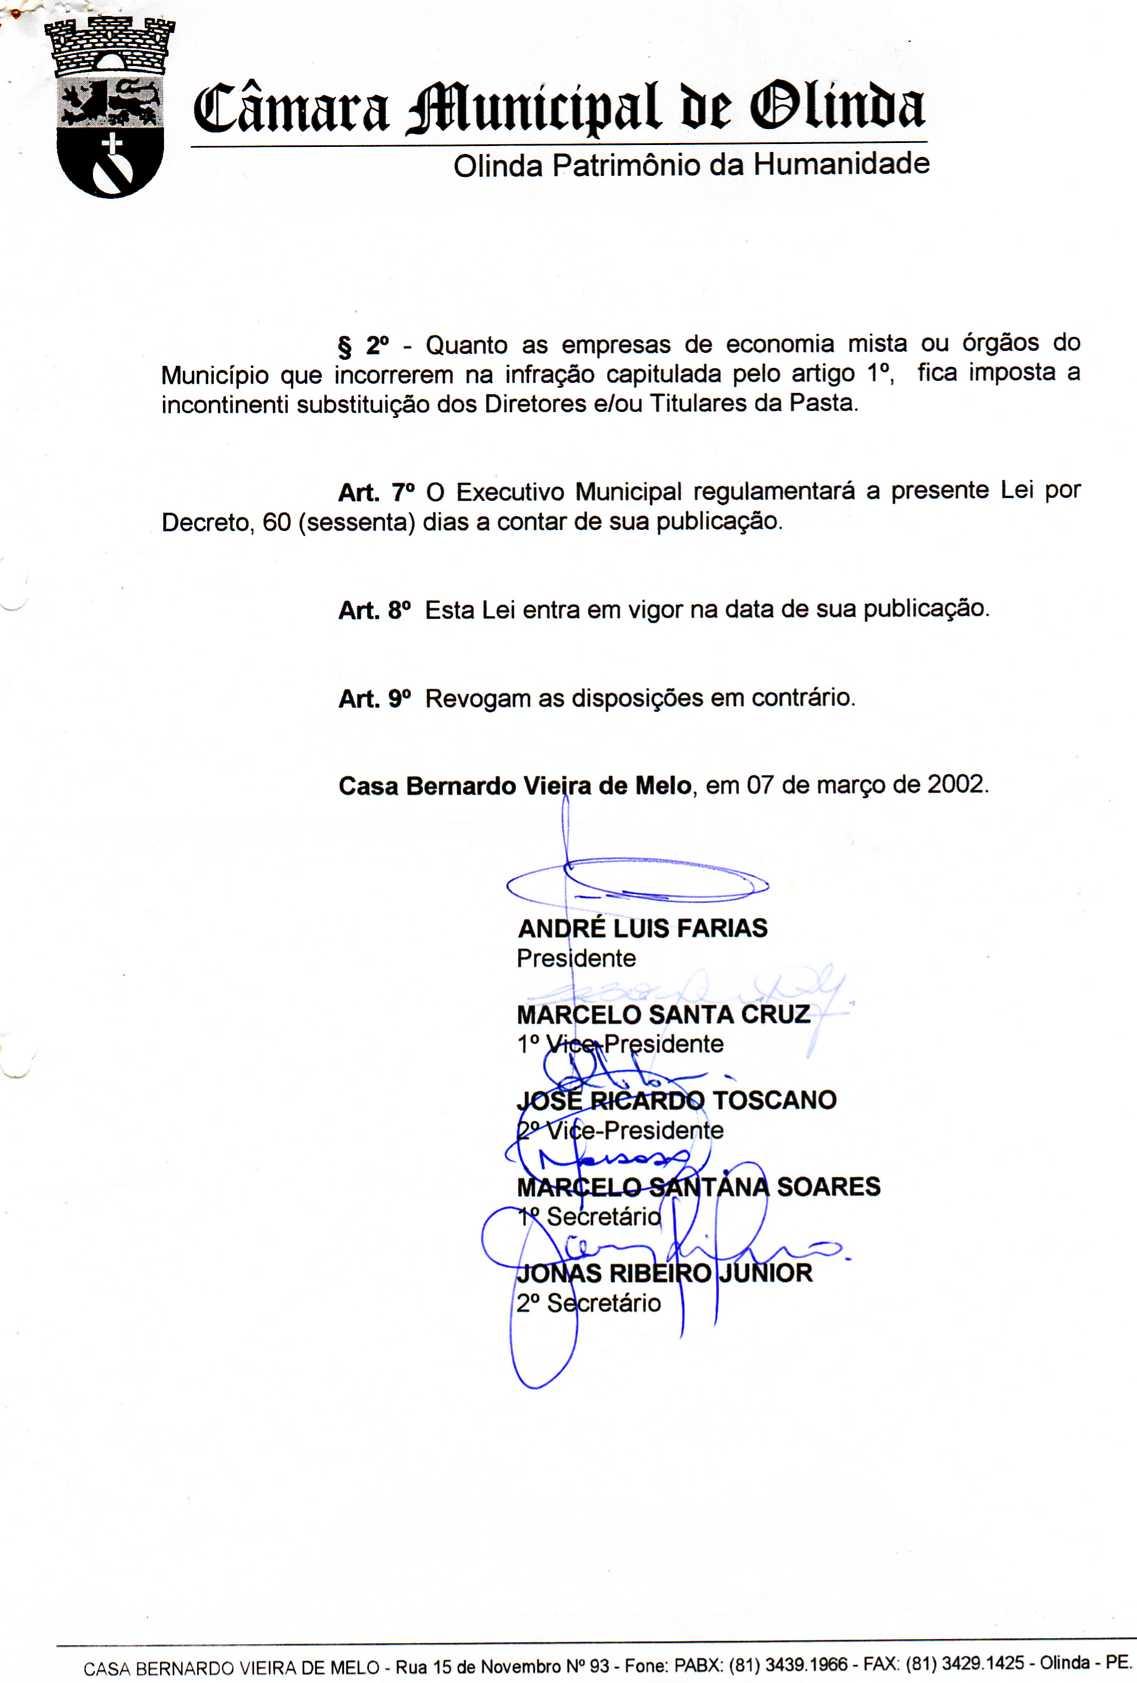 Câmara Municipal de Olinda
Olinda Patrimônio da Humanidade
§ 2º - Quanto as empresas de economia mista ou órgãos do
Município que incorrerem na infração capitulada pelo artigo 1º, fica imposta a
incontinenti substituição dos Diretores e/ou Titulares da Pasta.
Art. 7º O Executivo Municipal regulamentará a presente Lei por
Decreto, 60 (sessenta) dias a contar de sua publicação.
Art. 8º Esta Lei entra em vigor na data de sua publicação.
Art. 9º Revogam as disposições em contrário.
Casa Bernardo Vieira de Melo, em 07 de março de 2002.
ANDRÉ LUIS FARIAS
Presidente
MARCELO SANTA CRUZ
1º Vice-Presidente
JOSÉ RICARDO TOSCANO
2º Vice-Presidente
MARCELO SANTANA SOARES
1º Secretário
JONAS RIBEIRO JUNIOR
2º Secretário
CASA BERNARDO VIEIRA DE MELO - Rua 15 de Novembro Nº 93 - Fone: PABX: (81) 3439.1966 - FAX: (81) 3429.1425 - Olinda - PE.